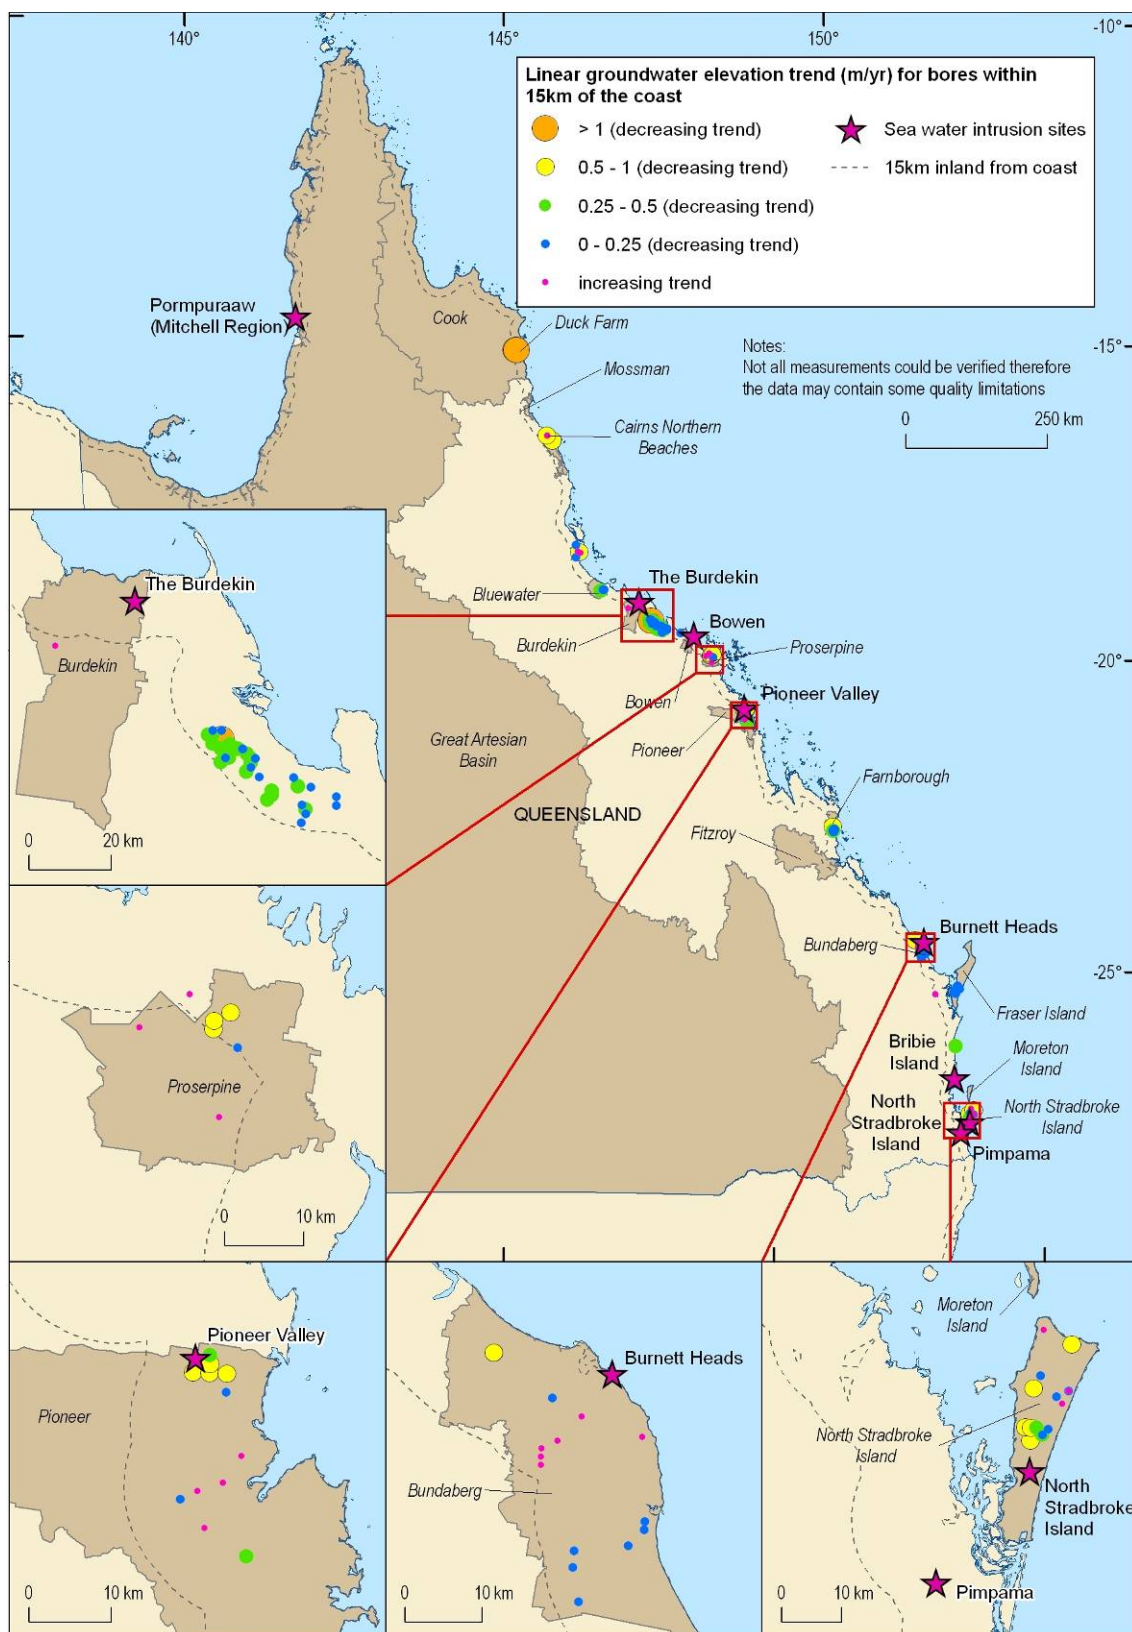 140°
145°
150°
-10°
Linear groundwater elevation trend (m/yr) for bores within
15km of the coast
> 1 (decreasing trend)
Sea water intrusion sites
0.5 - 1 (decreasing trend)
15km inland from coast
0.25 - 0.5 (decreasing trend)
0 - 0.25 (decreasing trend)
increasing trend
Pormpuraaw
(Mitchell Region)
Cook
Duck Farm
-15°
Mossman
Notes:
Not all measurements could be verified therefore
the data may contain some quality limitations
0 250 km
Cairns Northern
Beaches
The Burdekin
Bluewater
Bowen
Burdekin
Proserpine
-20°
Bowen
Pioneer Valley
Pioneer
Great Artesian
Basin
Farnborough
QUEENSLAND
Fitzroy
Burnett Heads
Bundaberg
-25°
Fraser Island
Bribie
Island
Moreton
Island
North
Stradbroke
Island
North Stradbroke
Island
Pimpama
The Burdekin
Burdekin
0 20 km
Proserpine
0 10 km
Pioneer Valley
Pioneer
0 10 km
Burnett Heads
Bundaberg
0 10 km
Moreton
Island
North Stradbroke
Island
North
Stradbroke
Island
0 10 km
Pimpama